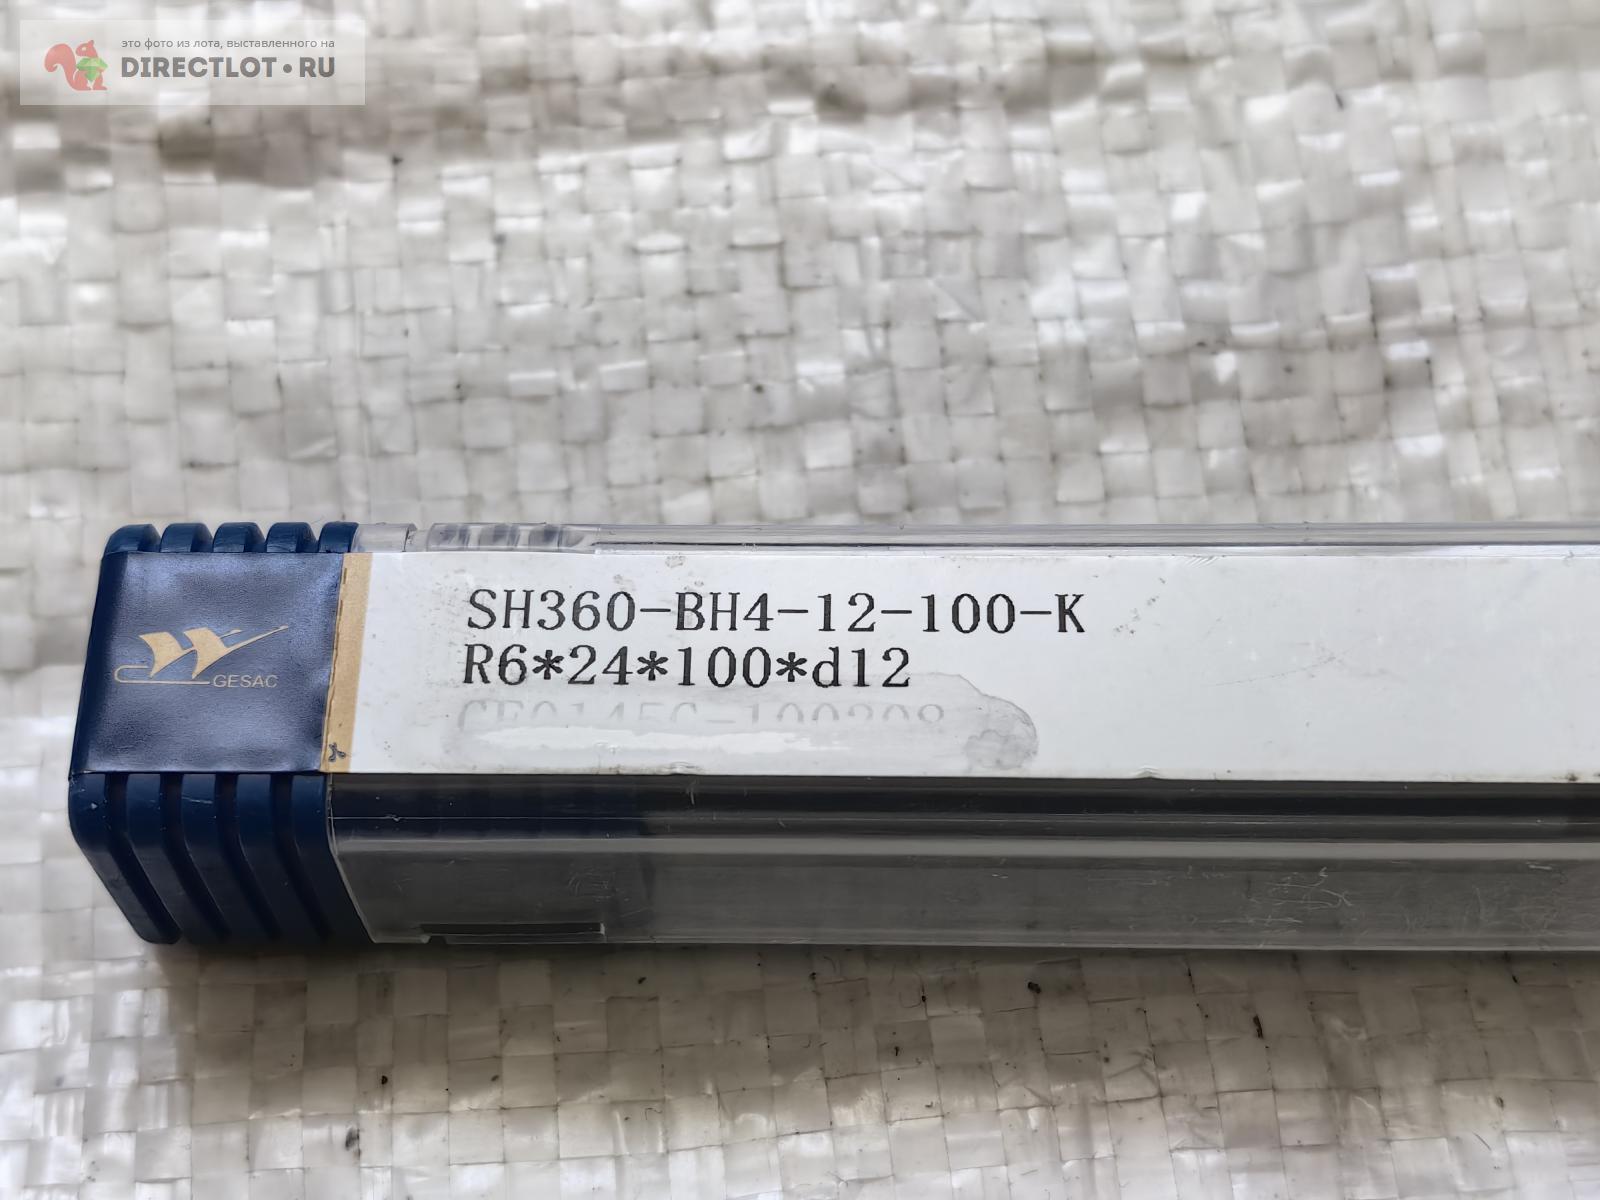 это фото из лота, выставленного на
DIRECTLOT•RU
SH360-BH4-12-100-K
R6*24*100*d12
GESAC